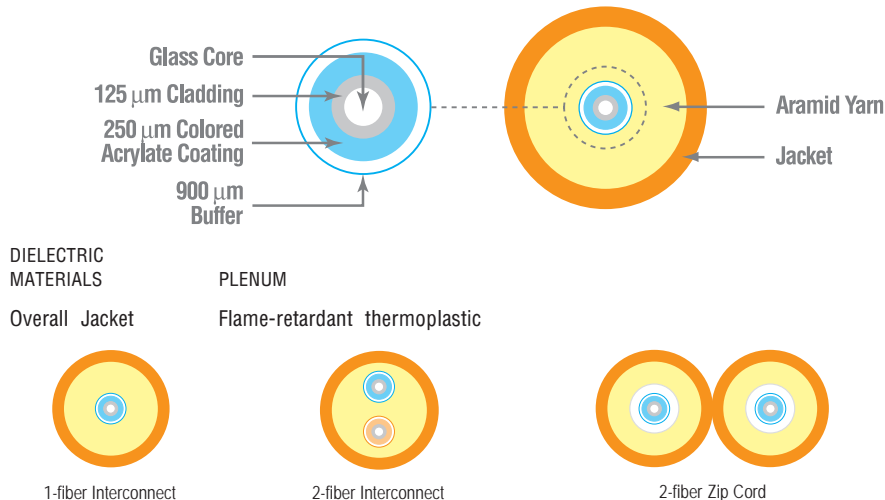 Glass Core
125 μm Cladding
250 μm Colored
Acrylate Coating
900 μm
Buffer
Aramid Yarn
Jacket
DIELECTRIC
MATERIALS PLENUM
Overall Jacket Flame-retardant thermoplastic
1-fiber Interconnect 2-fiber Interconnect 2-fiber Zip Cord